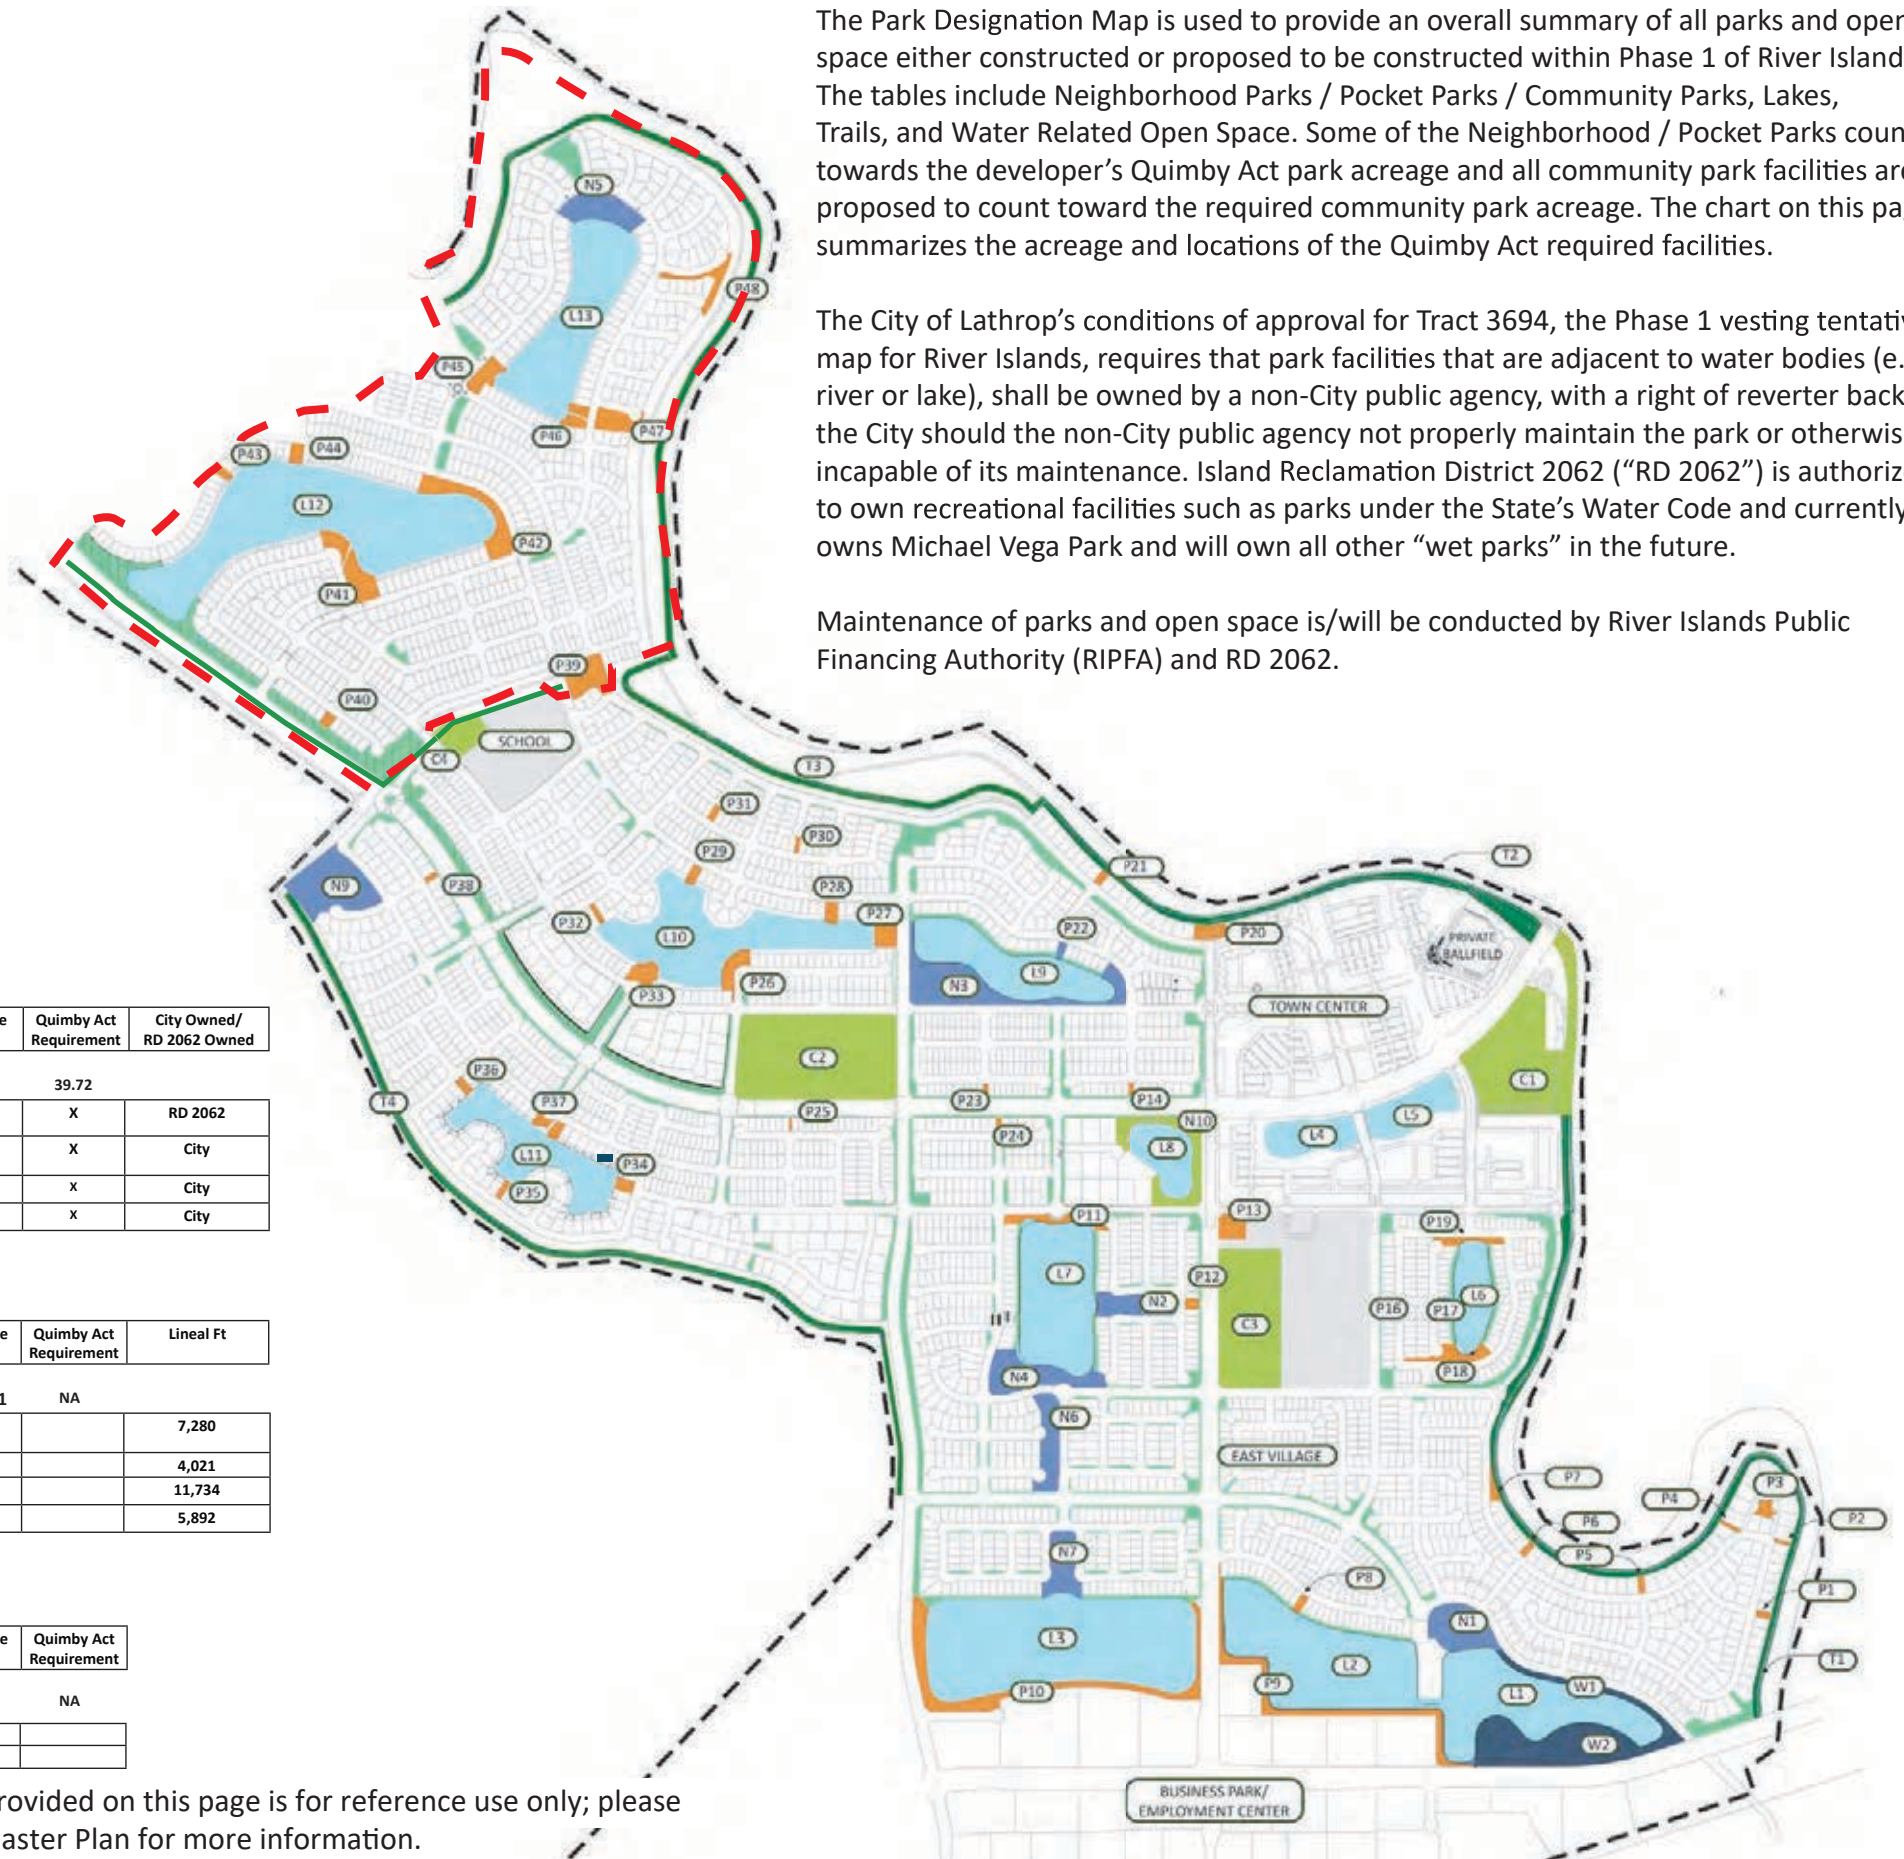 The Park Designation Map is used to provide an overall summary of all parks and open
space either constructed or proposed to be constructed within Phase 1 of River Island
The tables include Neighborhood Parks / Pocket Parks / Community Parks, Lakes,
Trails, and Water Related Open Space. Some of the Neighborhood / Pocket Parks coun
towards the developer's Quimby Act park acreage and all community park facilities are
proposed to count toward the required community park acreage. The chart on this pa
summarizes the acreage and locations of the Quimby Act required facilities.
The City of Lathrop's conditions of approval for Tract 3694, the Phase 1 vesting tentativ
map for River Islands, requires that park facilities that are adjacent to water bodies (e.
river or lake), shall be owned by a non-City public agency, with a right of reverter back
the City should the non-City public agency not properly maintain the park or otherwis
incapable of its maintenance. Island Reclamation District 2062 ("RD 2062") is authoriz
to own recreational facilities such as parks under the State's Water Code and currently
owns Michael Vega Park and will own all other "wet parks" in the future.
Maintenance of parks and open space is/will be conducted by River Islands Public
Financing Authority (RIPFA) and RD 2062.
N5
L13
P48
P45
P46
P47
P43
P44
L12
P42
P41
P39
P40
SCHOOL
C4
T3
P31
P30
P29
P28
P27
P21
T2
N9
P38
P32
L10
P22
P20
PRIVATE
BALLFIELD
P33
P26
N3
L9
TOWN CENTER
C2
C1
P36
P37
T4
P25
P23
P14
L5
P24
N10
L4
L8
L11
P34
P35
P11
P13
P19
L7
P12
N2
L6
P16
P17
C3
N4
P18
N6
EAST VILLAGE
P7
P4
P3
P2
P6
P5
N7
P8
P1
N1
L3
L2
T1
P10
P9
L1
W1
W2
BUSINESS PARK/
EMPLOYMENT CENTER
e Quimby Act City Owned/
Requirement RD 2062 Owned
39.72
X RD 2062
X City
X City
X City
e Quimby Act Lineal Ft
Requirement
1 NA
7,280
4,021
11,734
5,892
e Quimby Act
Requirement
NA
rovided on this page is for reference use only; please
aster Plan for more information.